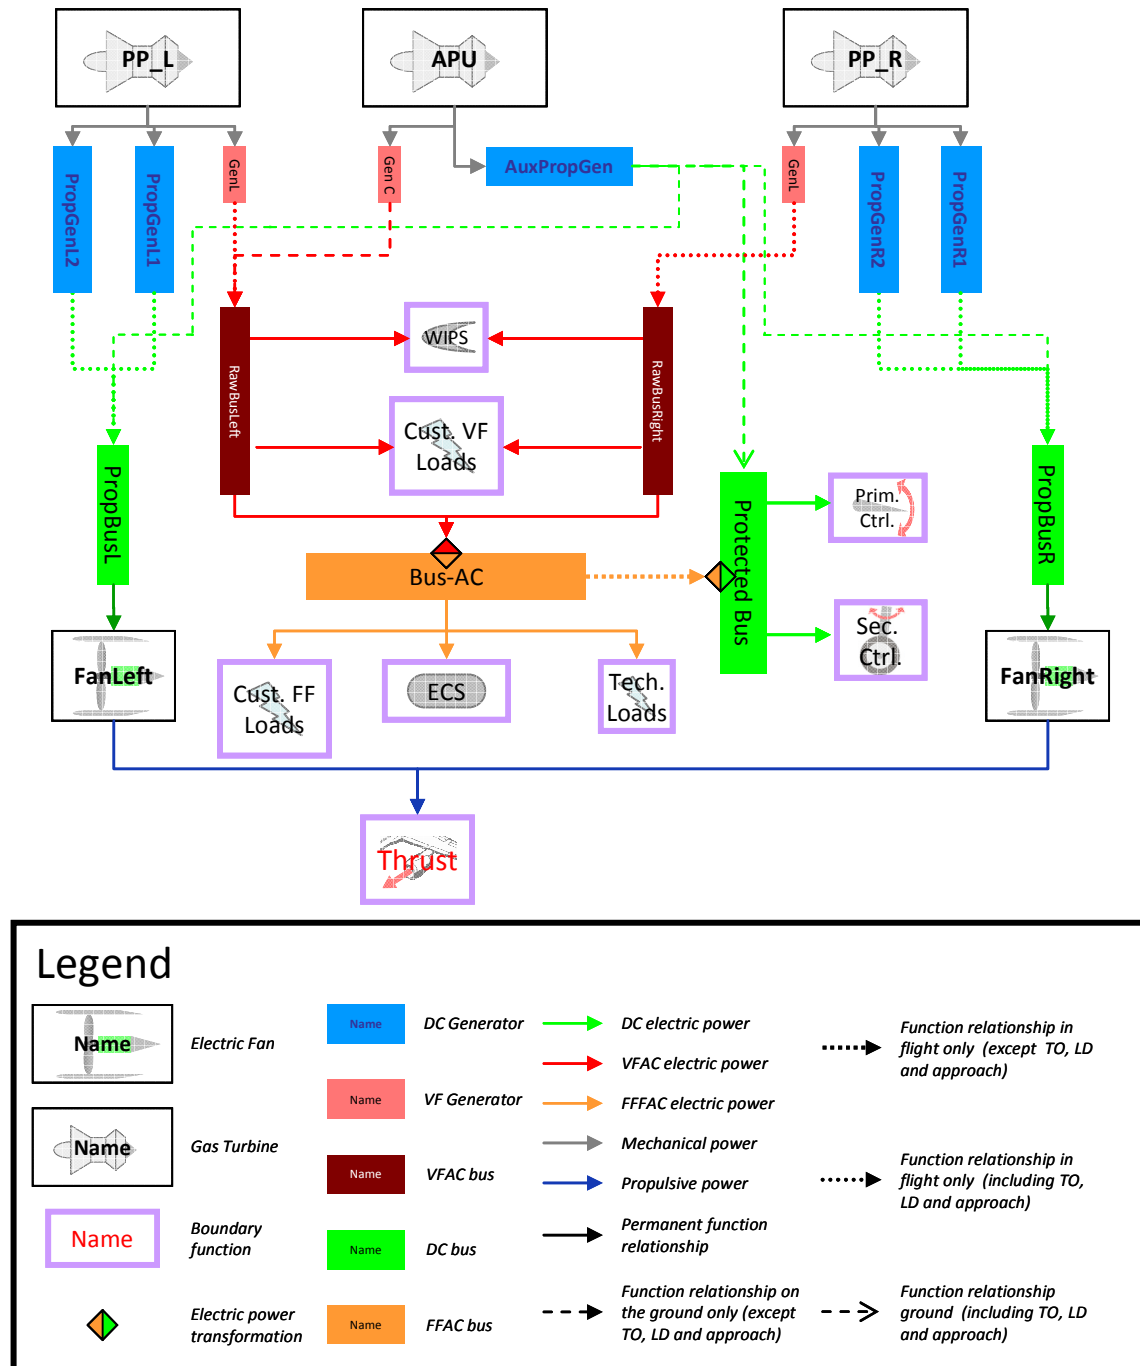 PP_L
APU
PP_R
PropGenL2
PropGenL1
GenL
Gen C
AuxPropGen
GenL
PropGenR2
PropGenR1
RawBusLeft
WIPS
RawBusRight
Cust. VF
Loads
PropBusL
Protected Bus
Prim.
Ctrl.
PropBusR
Bus-AC
Sec.
Ctrl.
FanLeft
Cust. FF
Loads
ECS
Tech.
Loads
FanRight
Thrust
Legend
Name
Electric Fan
Name
Gas Turbine
Name
Boundary
function
Electric power
transformation
Name
DC Generator
Name
VF Generator
Name
VFAC bus
Name
DC bus
Name
FFAC bus
DC electric power
VFAC electric power
FFFAC electric power
Mechanical power
Propulsive power
Permanent function
relationship
Function relationship on
the ground only (except
TO, LD and approach)
Function relationship in
flight only (except TO, LD
and approach)
Function relationship in
flight only (including TO,
LD and approach)
Function relationship
ground (including TO, LD
and approach)